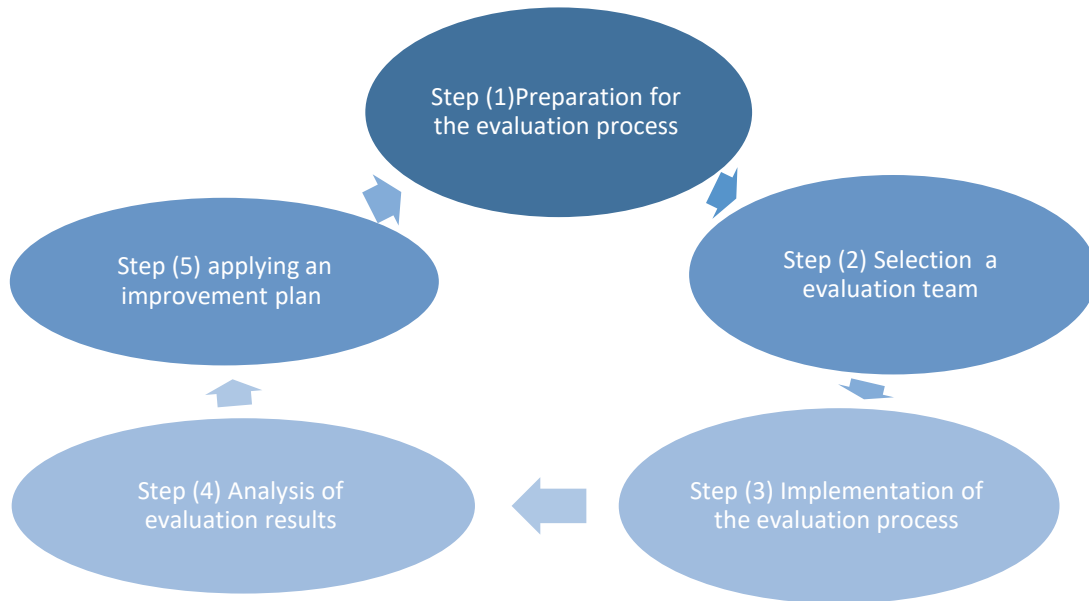 Step (1)Preparation for
the evaluation process
Step (2) Selection  a
evaluation team
Step (3) Implementation of
the evaluation process
Step (4) Analysis of
evaluation results
Step (5) applying an
improvement plan